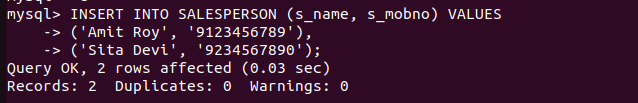 mysql> INSERT INTO SALESPERSON (s_name, s_mobno) VALUES
    -> ('Amit Roy', '9123456789'),
    -> ('Sita Devi', '9234567890');
Query OK, 2 rows affected (0.03 sec)
Records: 2  Duplicates: 0  Warnings: 0